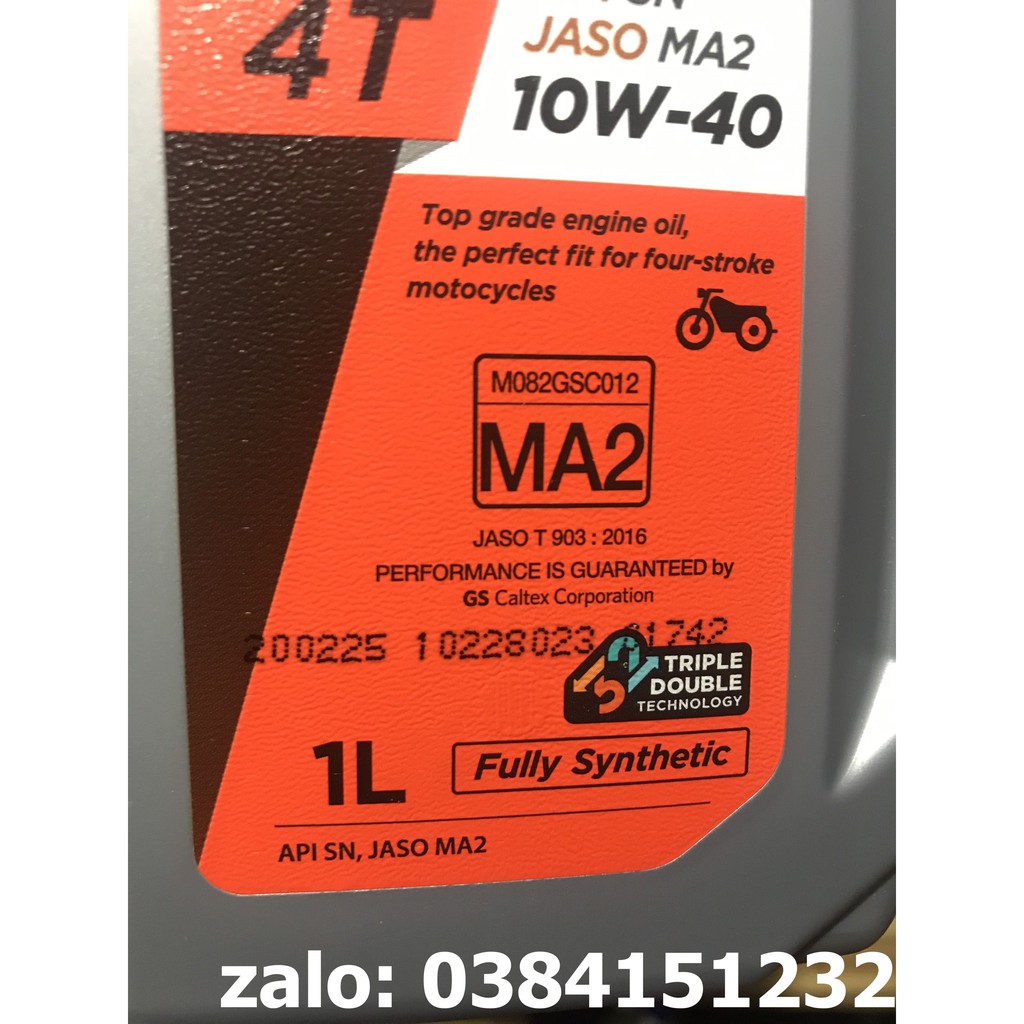 4T
JASO MA2
10W-40
Top grade engine oil,
the perfect fit for four-stroke
motocycles
M082GSC012
MA2
JASO T 903 : 2016
PERFORMANCE IS GUARANTEED by
GS Caltex Corporation
200225 10228023 1742
TRIPLE
DOUBLE
TECHNOLOGY
1L
Fully Synthetic
API SN, JASO MA2
zalo: 0384151232